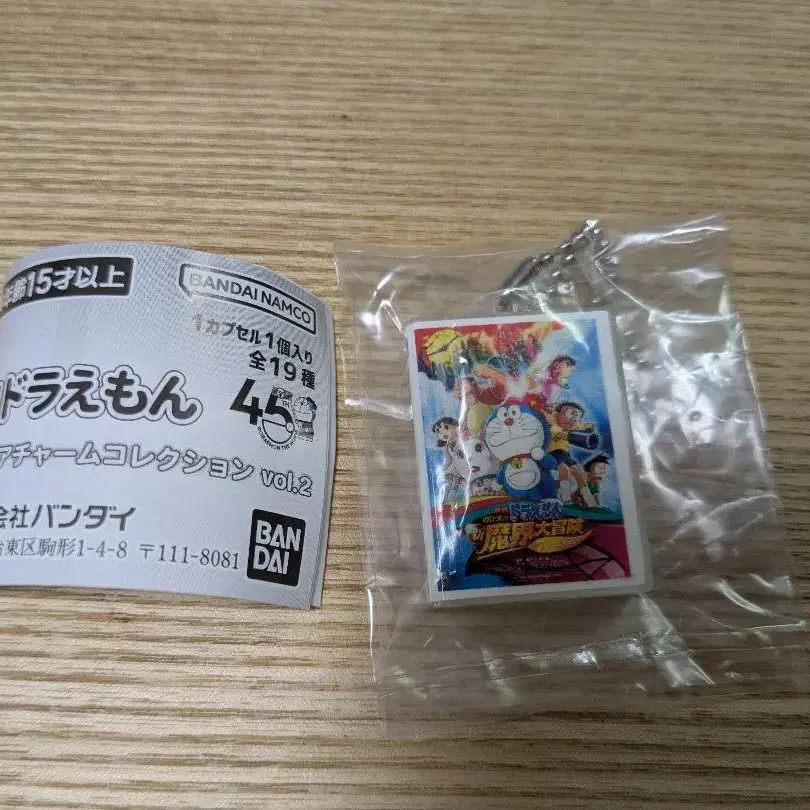 齢15才以上
BANDAI NAMCO
1カプセル1個入り
全19種
ドラえもん
45TH
アチャームコレクション vol.2
会社バンダイ
台東区駒形1-4-8 〒111-8081
BAN
DAI
ドラえもん
魔界大冒険